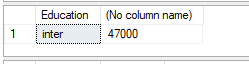 Education (No column name)
1 inter 47000